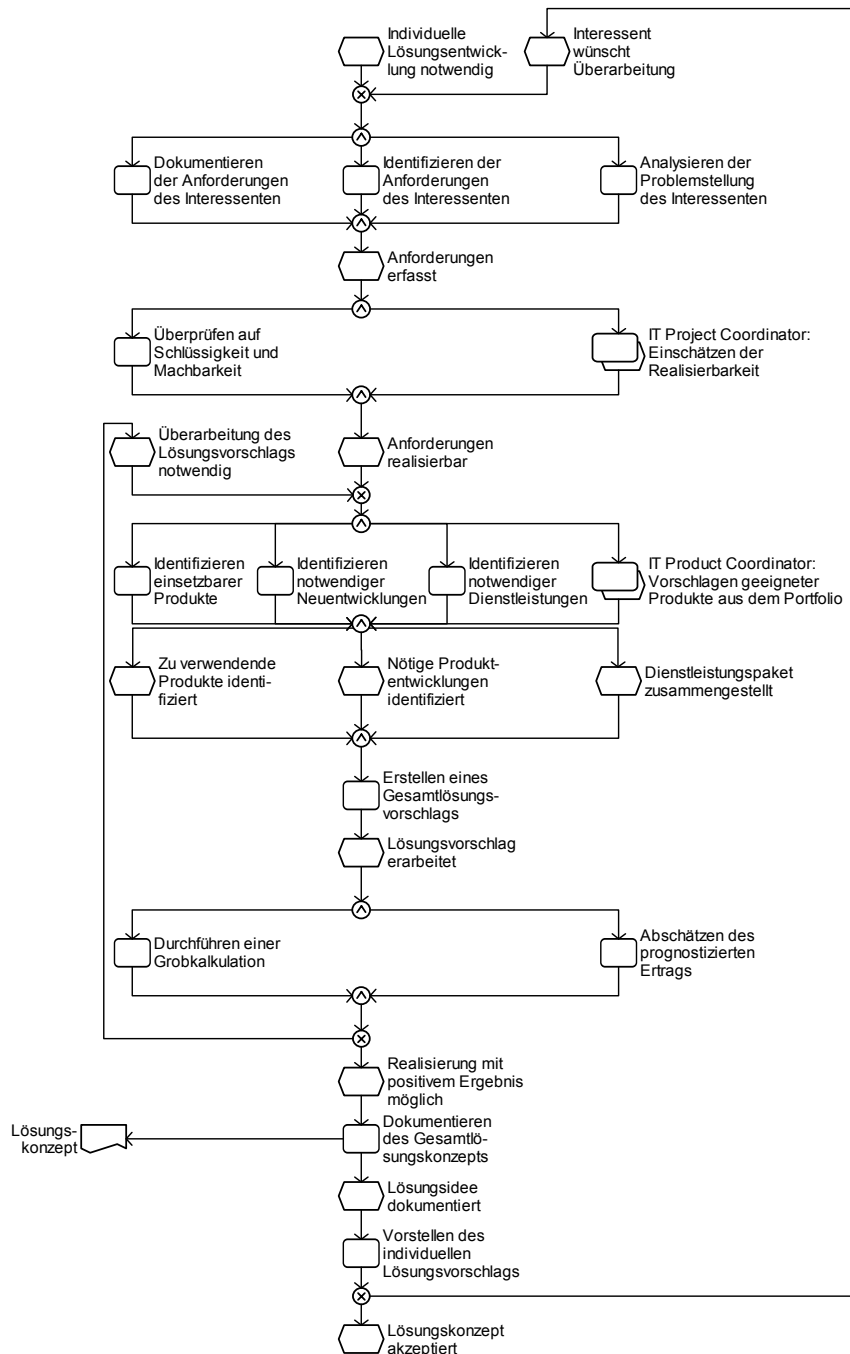 Individuelle
Lösungsentwick-
lung notwendig
Interessent
wünscht
Überarbeitung
Dokumentieren
der Anforderungen
des Interessenten
Identifizieren der
Anforderungen
des Interessenten
Analysieren der
Problemstellung
des Interessenten
Anforderungen
erfasst
Überprüfen auf
Schlüssigkeit und
Machbarkeit
IT Project Coordinator:
Einschätzen der
Realisierbarkeit
Überarbeitung des
Lösungsvorschlags
notwendig
Anforderungen
realisierbar
Identifizieren
einsetzbarer
Produkte
Identifizieren
notwendiger
Neuentwicklungen
Identifizieren
notwendiger
Dienstleistungen
IT Product Coordinator:
Vorschlagen geeigneter
Produkte aus dem Portfolio
Zu verwendende
Produkte identi-
fiziert
Nötige Produkt-
entwicklungen
identifiziert
Dienstleistungspaket
zusammengestellt
Erstellen eines
Gesamtlösungs-
vorschlags
Lösungsvorschlag
erarbeitet
Durchführen einer
Grobkalkulation
Abschätzen des
prognostizierten
Ertrags
Realisierung mit
positivem Ergebnis
möglich
Lösungs-
konzept
Dokumentieren
des Gesamtlö-
sungskonzepts
Lösungsidee
dokumentiert
Vorstellen des
individuellen
Lösungsvorschlags
Lösungskonzept
akzeptiert